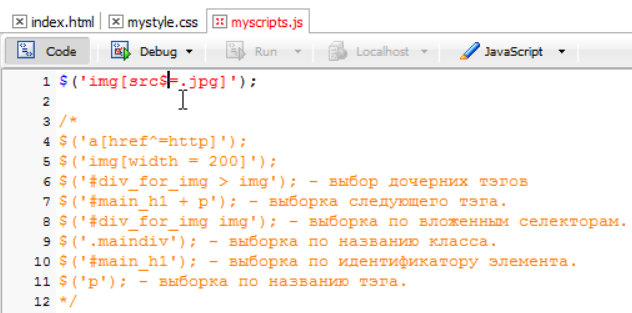 index.html mystyle.css myscripts.js
Code Debug Run Localhost JavaScript
1 $('img[src$=.jpg]');
2
3 /*
4 $('a[href^=http]');
5 $('img[width = 200]');
6 $('#div_for_img > img'); - выбор дочерних тэгов
7 $('#main_h1 + p'); - выборка следующего тэга.
8 $('#div_for_img img'); - выборка по вложенным селекторам.
9 $('.maindiv'); - выборка по названию класса.
10 $('#main_h1'); - выборка по идентификатору элемента.
11 $('p'); - выборка по названию тэга.
12 */